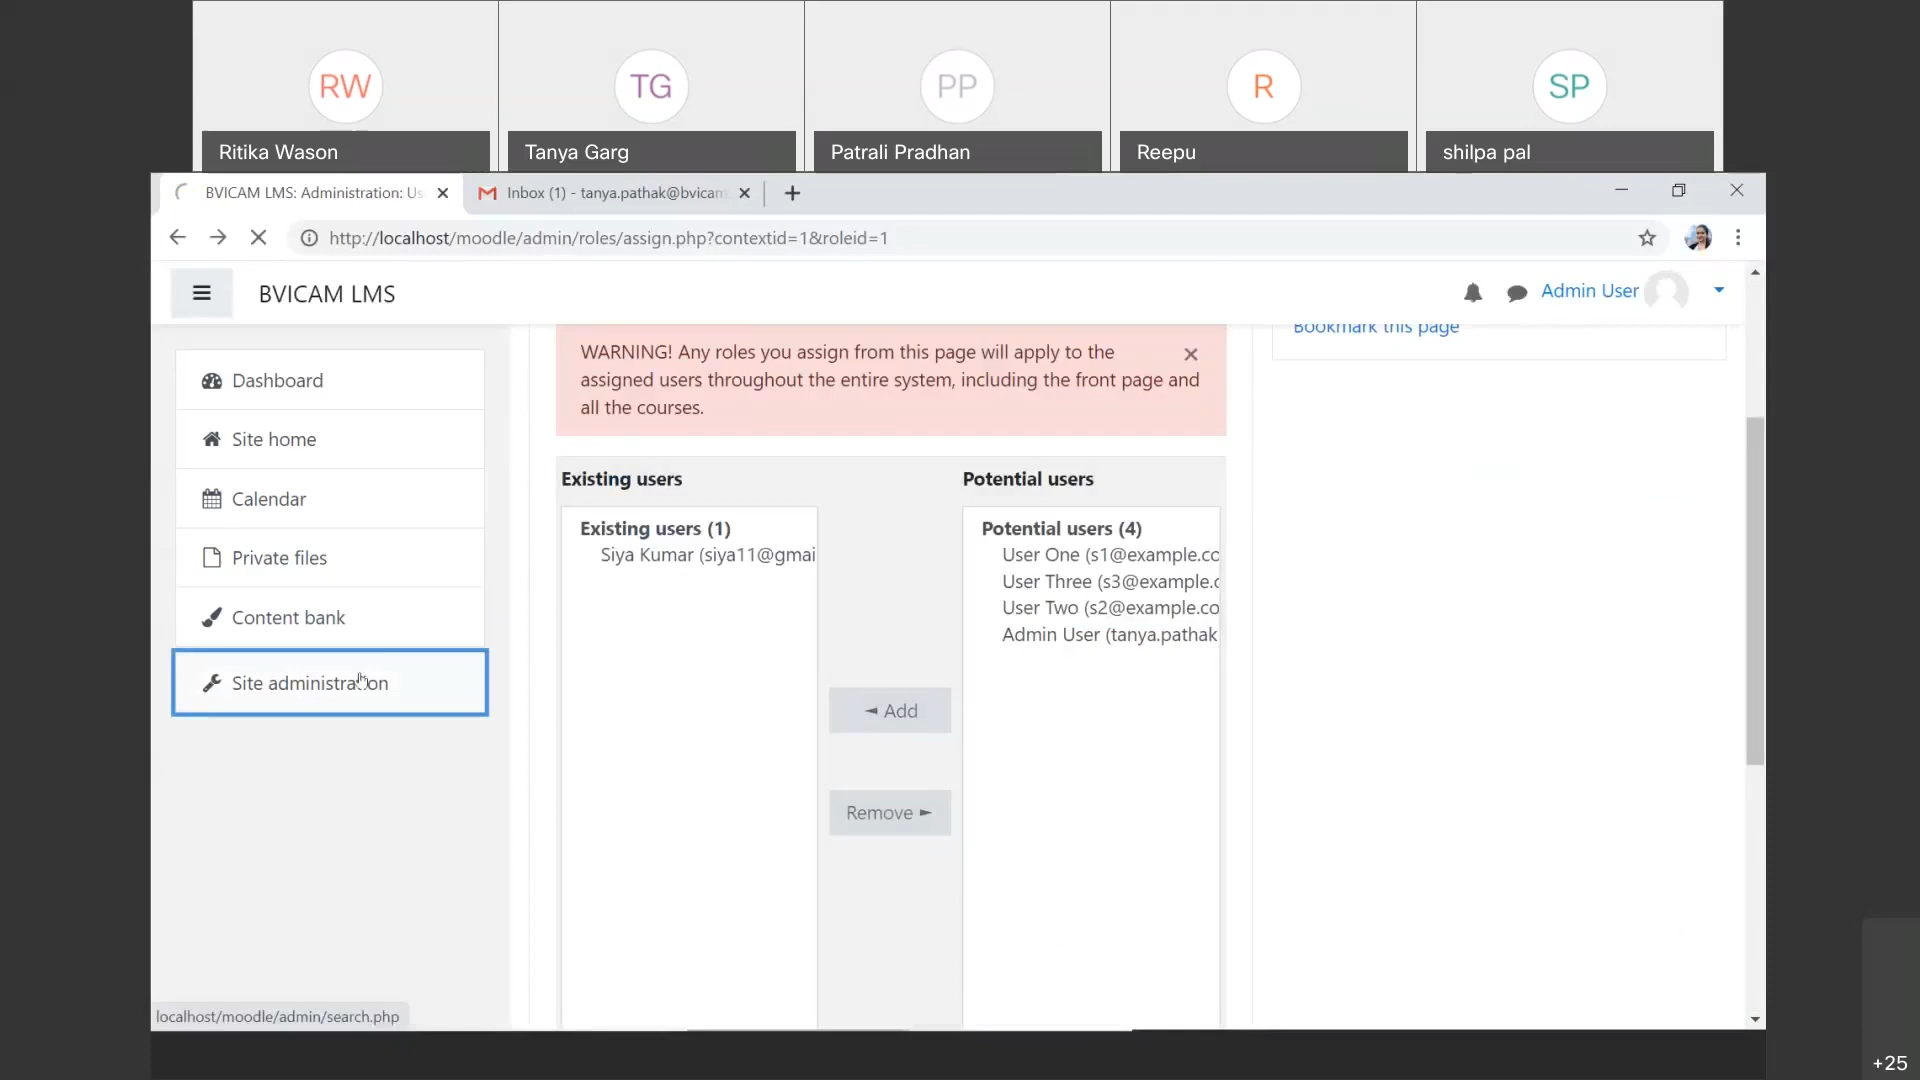 RW
TG
PP
R
SP
Ritika Wason
Tanya Garg
Patrali Pradhan
Reepu
shilpa pal
BVICAM LMS: Administration: Us
Inbox (1) - tanya.pathak@bvicam
http://localhost/moodle/admin/roles/assign.php?contextid=1&roleid=1
BVICAM LMS
Admin User
Bookmark this page
Dashboard
Site home
Calendar
Private files
Content bank
Site administration
WARNING! Any roles you assign from this page will apply to the
assigned users throughout the entire system, including the front page and
all the courses.
Existing users
Existing users (1)
Siya Kumar (siya11@gmai
◄ Add
Remove ►
Potential users
Potential users (4)
User One (s1@example.co
User Three (s3@example.c
User Two (s2@example.co
Admin User (tanya.pathak
localhost/moodle/admin/search.php
+25